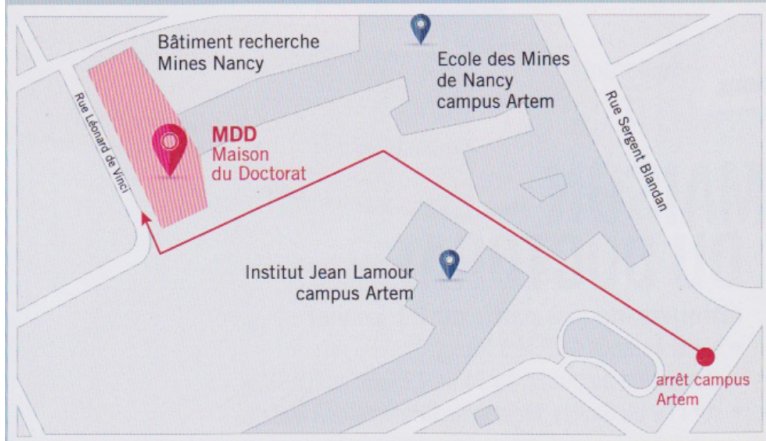 Bâtiment recherche
Mines Nancy
Ecole des Mines
de Nancy
campus Artem
Rue Léonard de Vinci
MDD
Maison
du Doctorat
Rue Sergent Blandan
Institut Jean Lamour
campus Artem
arrêt campus
Artem